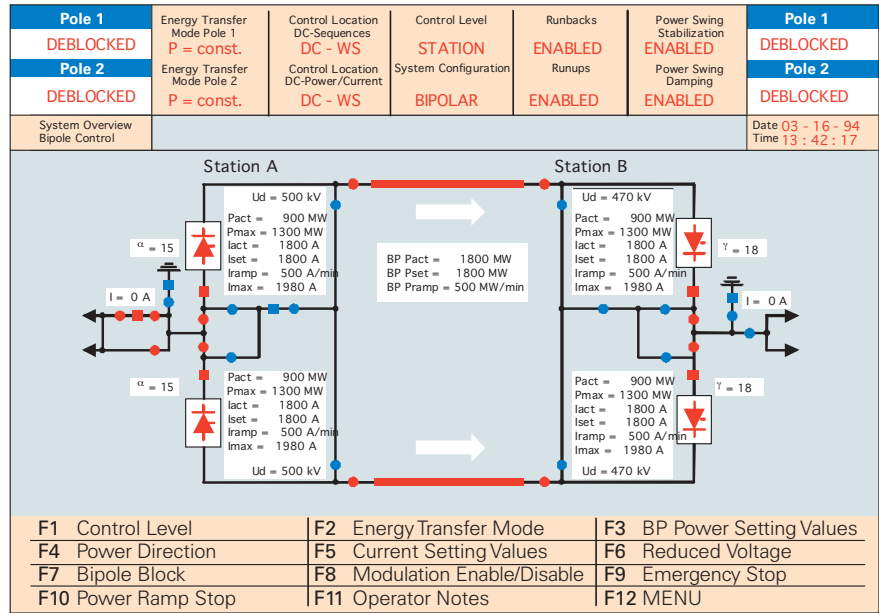 Pole 1
DEBLOCKED
Pole 2
DEBLOCKED
Energy Transfer
Mode Pole 1
P = const.
Energy Transfer
Mode Pole 2
P = const.
Control Location
DC-Sequences
DC - WS
Control Location
DC-Power/Current
DC - WS
Control Level
STATION
System Configuration
BIPOLAR
Runbacks
ENABLED
Runups
ENABLED
Power Swing
Stabilization
ENABLED
Power Swing
Damping
ENABLED
Pole 1
DEBLOCKED
Pole 2
DEBLOCKED
System Overview
Bipole Control
Date 03 - 16 - 94
Time 13 : 42 : 17
Station A
Ud = 500 kV
Pact = 900 MW
Pmax = 1300 MW
Iact = 1800 A
Iset = 1800 A
Iramp = 500 A/min
Imax = 1980 A
α = 15
I = 0 A
α = 15
Pact = 900 MW
Pmax = 1300 MW
Iact = 1800 A
Iset = 1800 A
Iramp = 500 A/min
Imax = 1980 A
Ud = 500 kV
BP Pact = 1800 MW
BP Pset = 1800 MW
BP Pramp = 500 MW/min
Station B
Ud = 470 kV
Pact = 900 MW
Pmax = 1300 MW
Iact = 1800 A
Iset = 1800 A
Iramp = 500 A/min
Imax = 1980 A
γ = 18
I = 0 A
γ = 18
Pact = 900 MW
Pmax = 1300 MW
Iact = 1800 A
Iset = 1800 A
Iramp = 500 A/min
Imax = 1980 A
Ud = 470 kV
F1 Control Level
F2 Energy Transfer Mode
F3 BP Power Setting Values
F4 Power Direction
F5 Current Setting Values
F6 Reduced Voltage
F7 Bipole Block
F8 Modulation Enable/Disable
F9 Emergency Stop
F10 Power Ramp Stop
F11 Operator Notes
F12 MENU